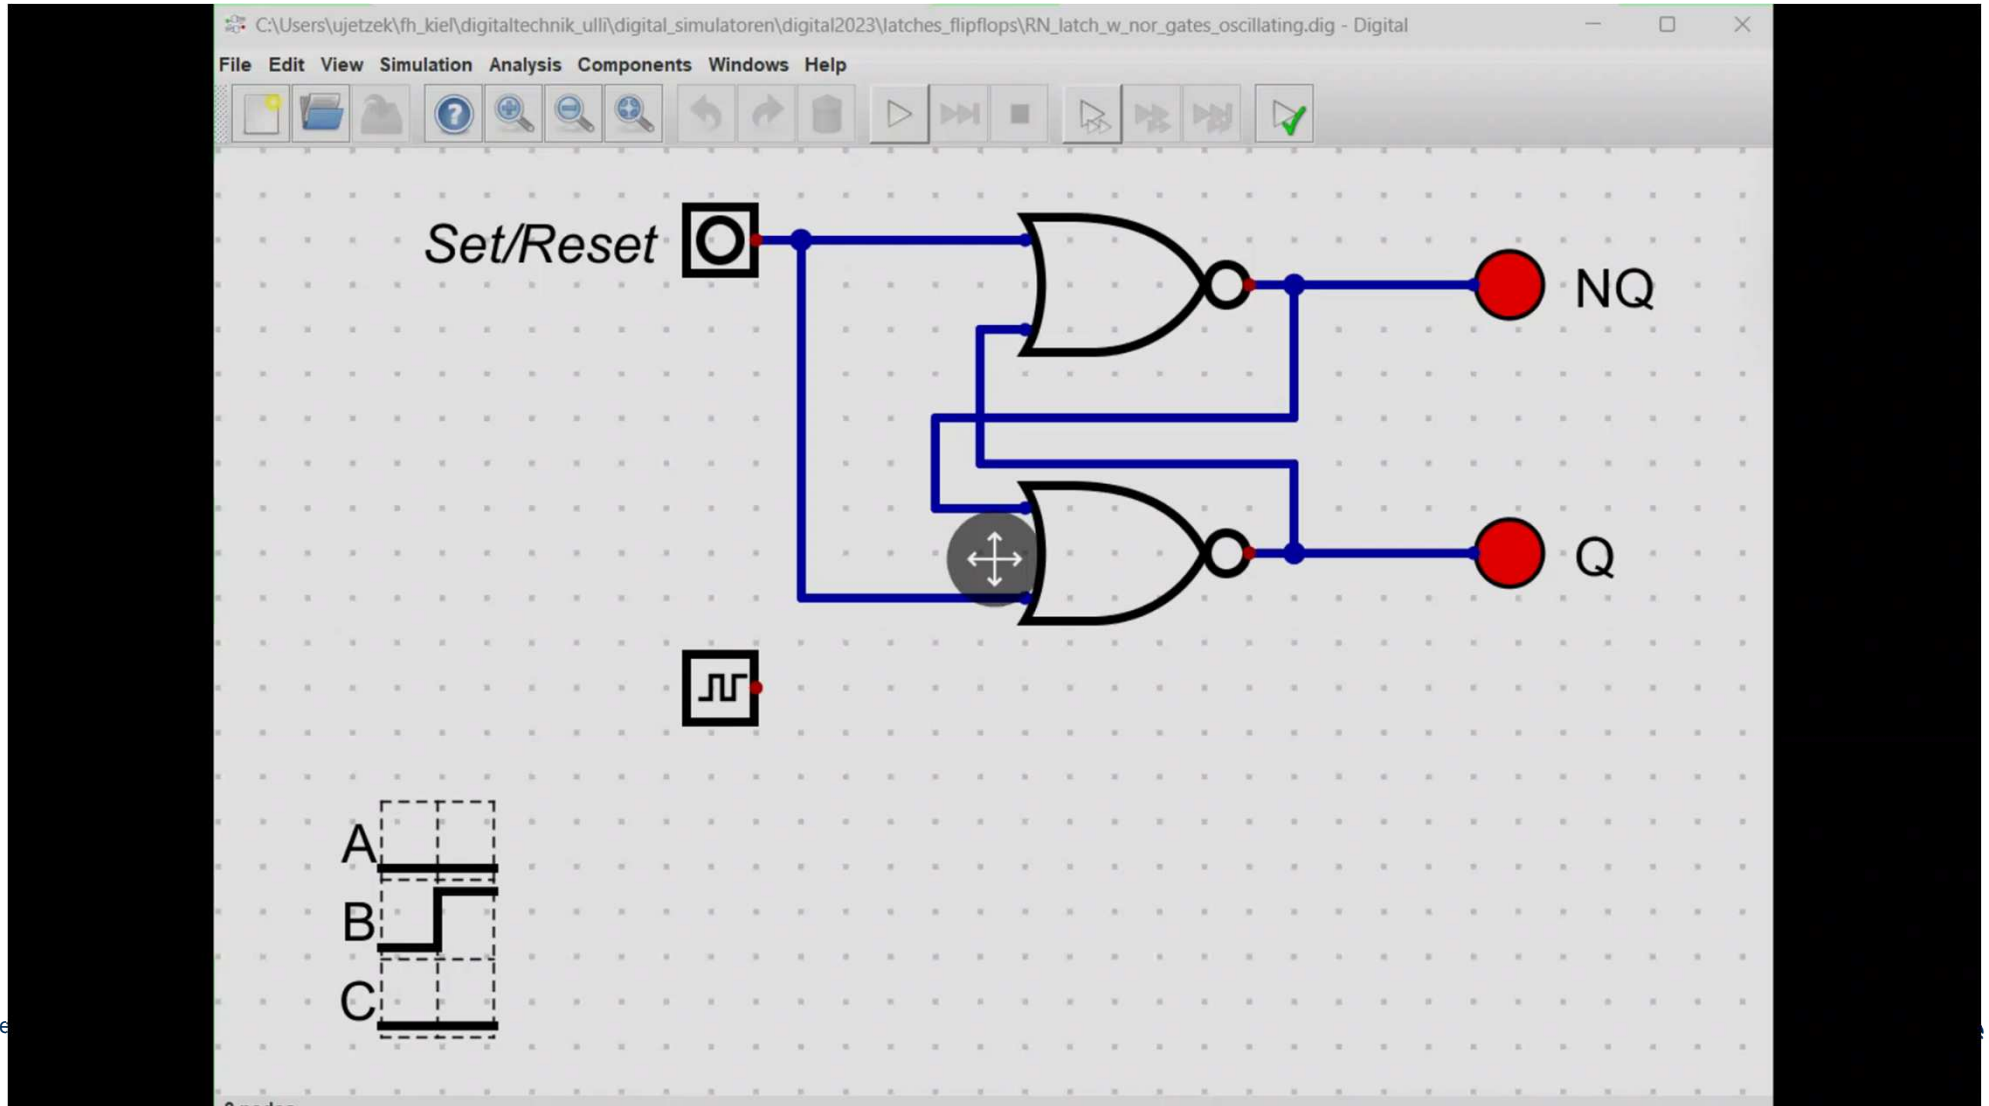 C:\Users\ujetzek\fh_kiel\digitaltechnik_ulli\digital_simulatoren\digital2023\latches_flipflops\RN_latch_w_nor_gates_oscillating.dig - Digital
File Edit View Simulation Analysis Components Windows Help
Set/Reset
NQ
Q
A
B
C